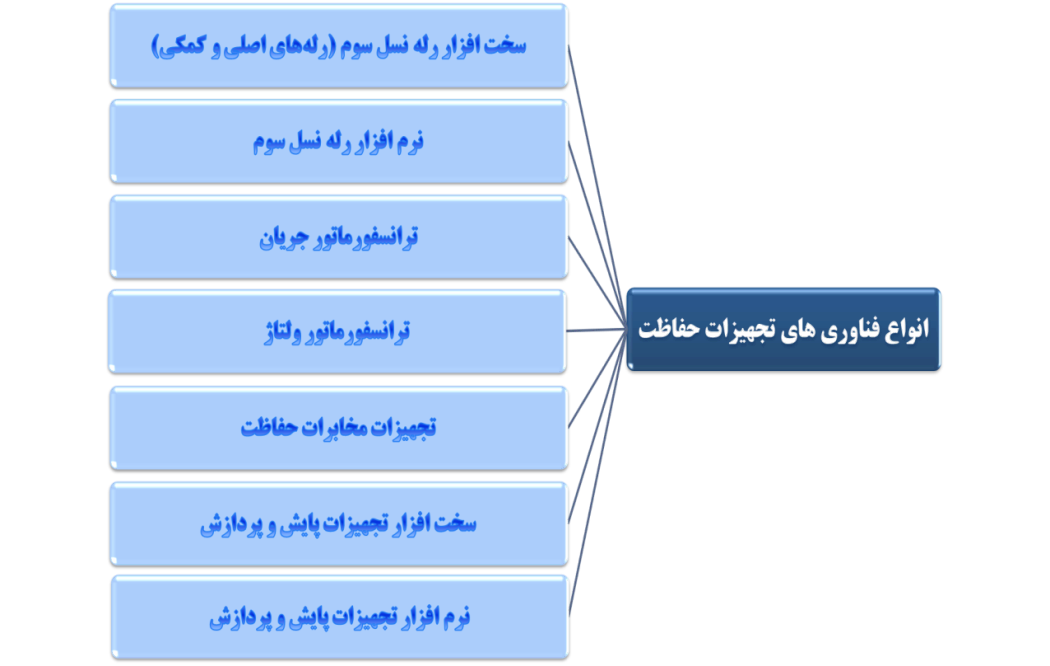 انواع فناوری های تجهیزات حفاظت
سخت افزار رله نسل سوم (رله‌های اصلی و کمکی)
نرم افزار رله نسل سوم
ترانسفورماتور جریان
ترانسفورماتور ولتاژ
تجهیزات مخابرات حفاظت
سخت افزار تجهیزات پایش و پردازش
نرم افزار تجهیزات پایش و پردازش